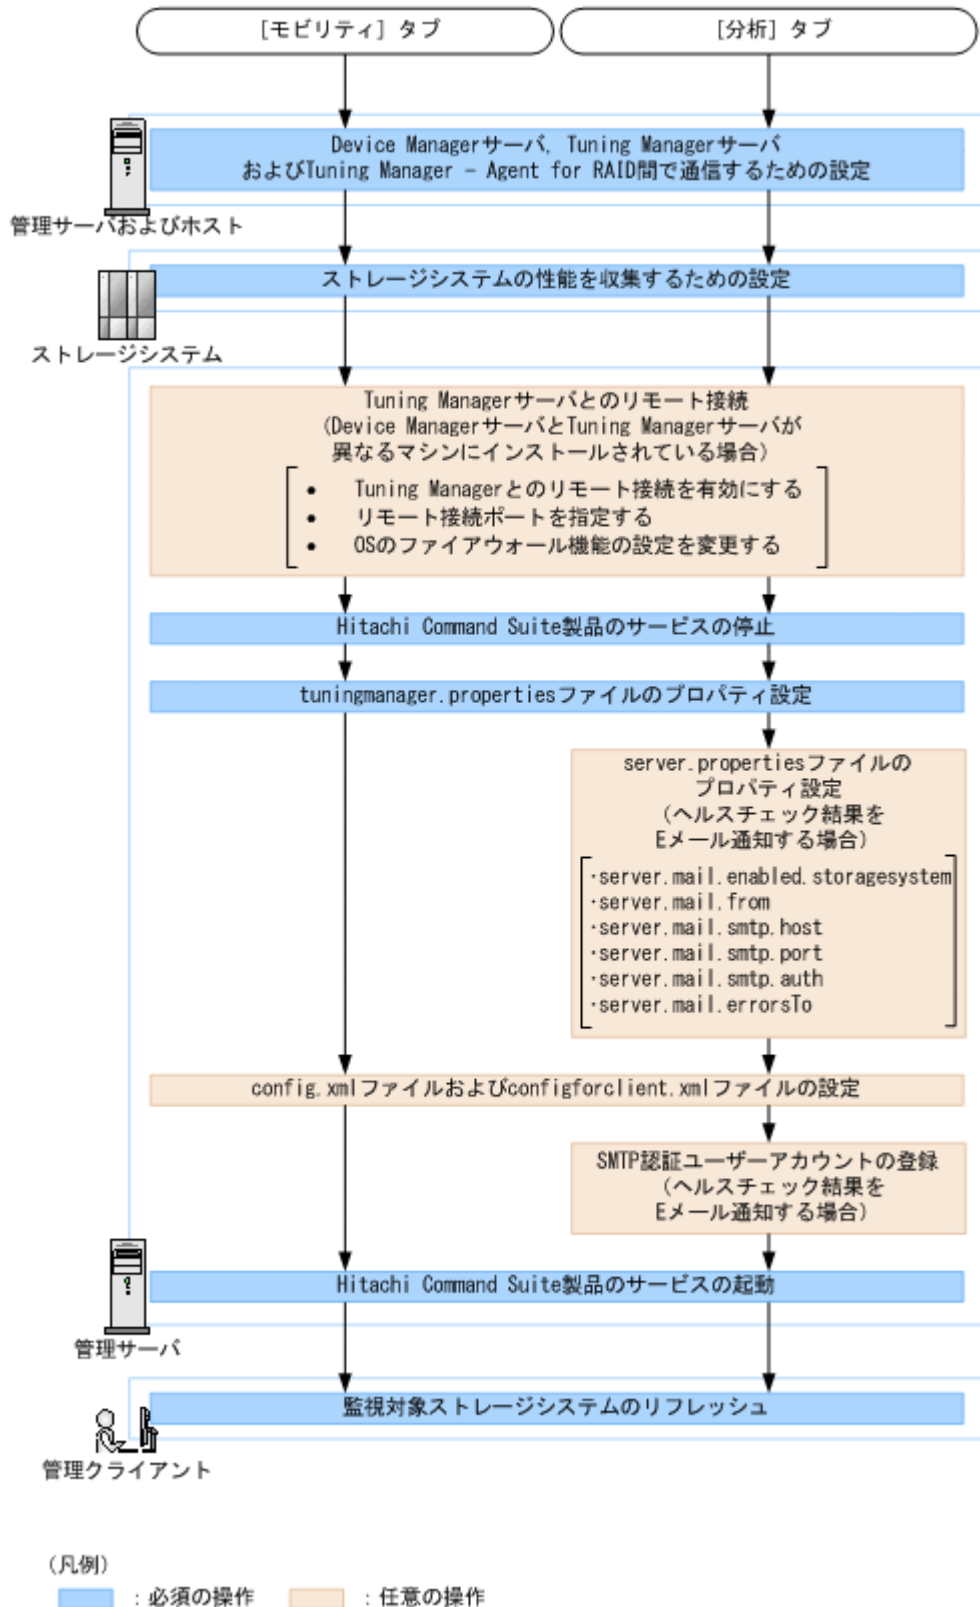 [モビリティ] タブ
[分析] タブ
Device Managerサーバ, Tuning Managerサーバ
およびTuning Manager − Agent for RAID間で通信するための設定
管理サーバおよびホスト
ストレージシステムの性能を収集するための設定
ストレージシステム
Tuning Managerサーバとのリモート接続
(Device ManagerサーバとTuning Managerサーバが
異なるマシンにインストールされている場合)
• Tuning Managerとのリモート接続を有効にする
• リモート接続ポートを指定する
• OSのファイアウォール機能の設定を変更する
Hitachi Command Suite製品のサービスの停止
tuningmanager.propertiesファイルのプロパティ設定
server.propertiesファイルの
プロパティ設定
(ヘルスチェック結果を
Eメール通知する場合)
・server.mail.enabled.storagesystem
・server.mail.from
・server.mail.smtp.host
・server.mail.smtp.port
・server.mail.smtp.auth
・server.mail.errorsTo
config.xmlファイルおよびconfigforclient.xmlファイルの設定
SMTP認証ユーザーアカウントの登録
(ヘルスチェック結果を
Eメール通知する場合)
Hitachi Command Suite製品のサービスの起動
管理サーバ
監視対象ストレージシステムのリフレッシュ
管理クライアント
(凡例)
: 必須の操作 : 任意の操作